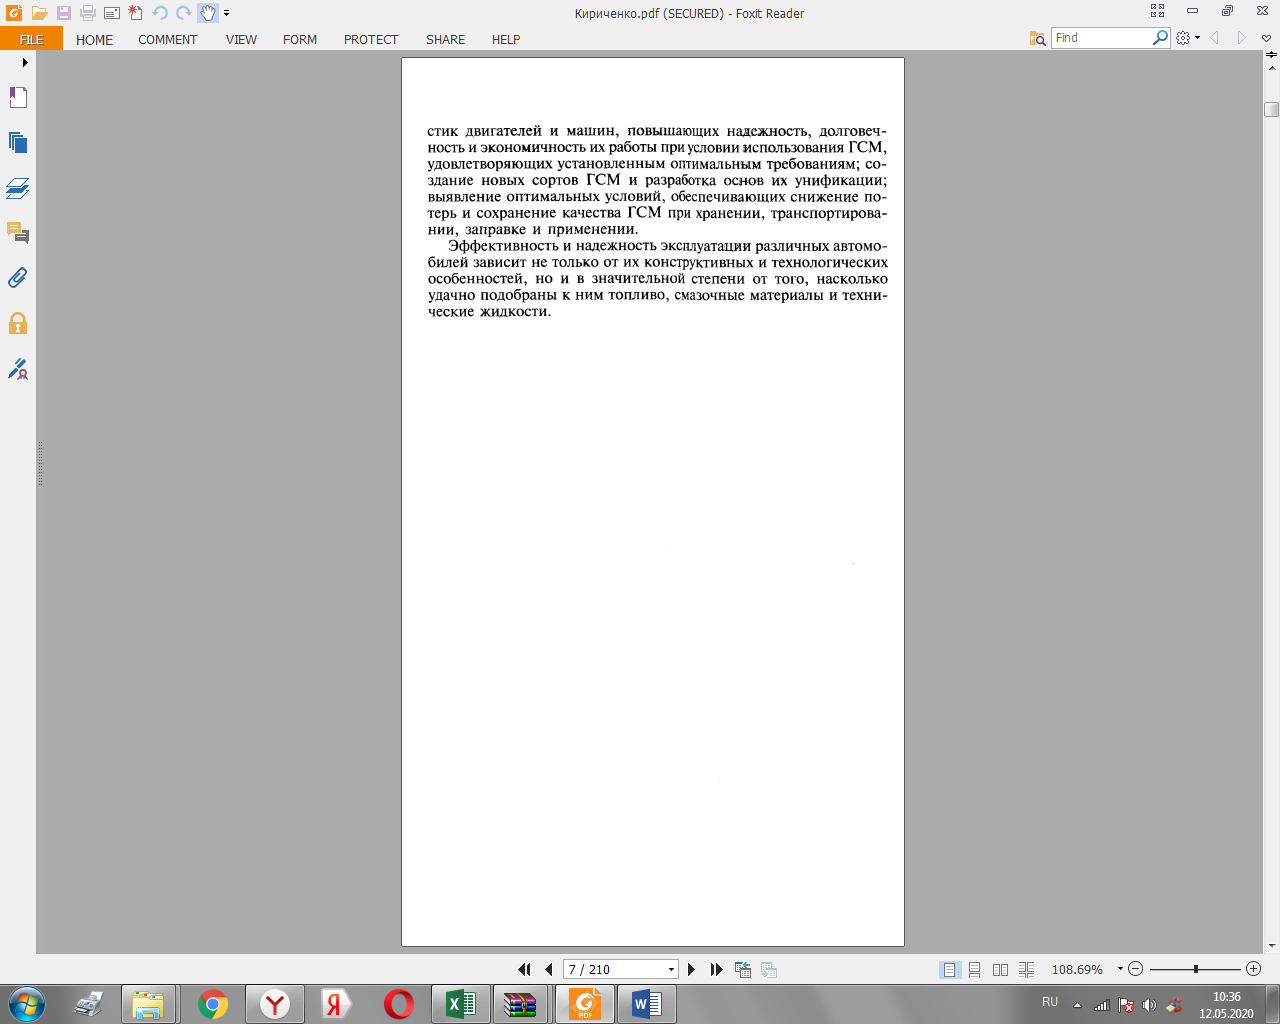 Кириченко.pdf (SECURED) - Foxit Reader
FILE HOME COMMENT VIEW FORM PROTECT SHARE HELP
Find
стик двигателей и машин, повышающих надежность, долговеч-
ность и экономичность их работы при условии использования ГСМ,
удовлетворяющих установленным оптимальным требованиям; со-
здание новых сортов ГСМ и разработка основ их унификации;
выявление оптимальных условий, обеспечивающих снижение по-
терь и сохранение качества ГСМ при хранении, транспортирова-
нии, заправке и применении.
Эффективность и надежность эксплуатации различных автомо-
билей зависит не только от их конструктивных и технологических
особенностей, но и в значительной степени от того, насколько
удачно подобраны к ним топливо, смазочные материалы и техни-
ческие жидкости.
7 / 210
108.69%
PDF
RU
10:36
12.05.2020